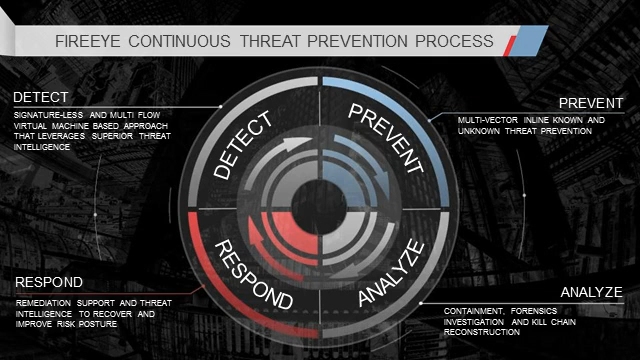 FIREEYE CONTINUOUS THREAT PREVENTION PROCESS
DETECT
SIGNATURE-LESS AND MULTI FLOW
VIRTUAL MACHINE BASED APPROACH
THAT LEVERAGES SUPERIOR THREAT
INTELLIGENCE
PREVENT
MULTI-VECTOR INLINE KNOWN AND
UNKNOWN THREAT PREVENTION
DETECT
PREVENT
RESPOND
ANALYZE
RESPOND
REMEDIATION SUPPORT AND THREAT
INTELLIGENCE TO RECOVER AND
IMPROVE RISK POSTURE
ANALYZE
CONTAINMENT, FORENSICS
INVESTIGATION AND KILL CHAIN
RECONSTRUCTION